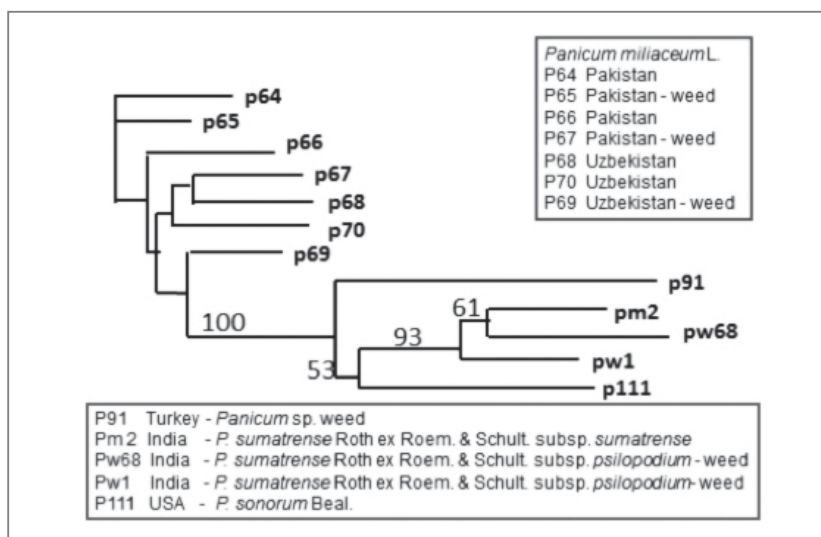 Panicum miliaceum L.
P64 Pakistan
P65 Pakistan - weed
P66 Pakistan
P67 Pakistan - weed
P68 Uzbekistan
P70 Uzbekistan
P69 Uzbekistan - weed
p64
p65
p66
p67
p68
p70
p69
p91
100
61
pm2
93
pw68
pw1
53
p111
P91 Turkey - Panicum sp. weed
Pm2 India - P. sumatrense Roth ex Roem. & Schult. subsp. sumatrense
Pw68 India - P. sumatrense Roth ex Roem. & Schult. subsp. psilopodium - weed
Pw1 India - P. sumatrense Roth ex Roem. & Schult. subsp. psilopodium- weed
P111 USA - P. sonorum Beal.